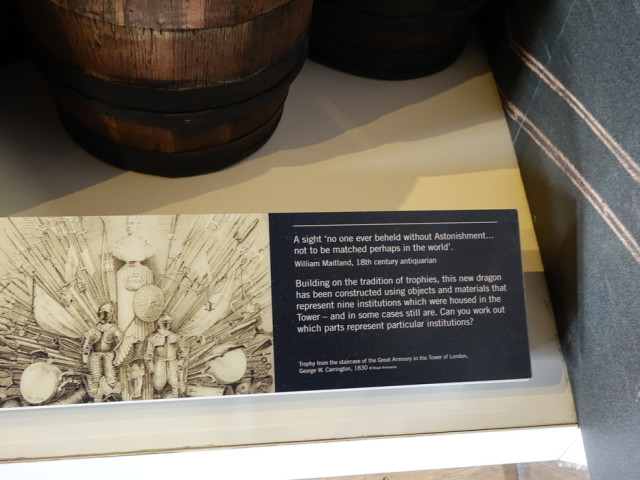 A sight 'no one ever beheld without Astonishment...
not to be matched perhaps in the world'.
William Maitland, 18th century antiquarian
Building on the tradition of trophies, this new dragon
has been constructed using objects and materials that
represent nine institutions which were housed in the
Tower – and in some cases still are. Can you work out
which parts represent particular institutions?
Trophy from the staircase of the Great Armoury in the Tower of London,
George W. Carrington, 1830 © Royal Armouries